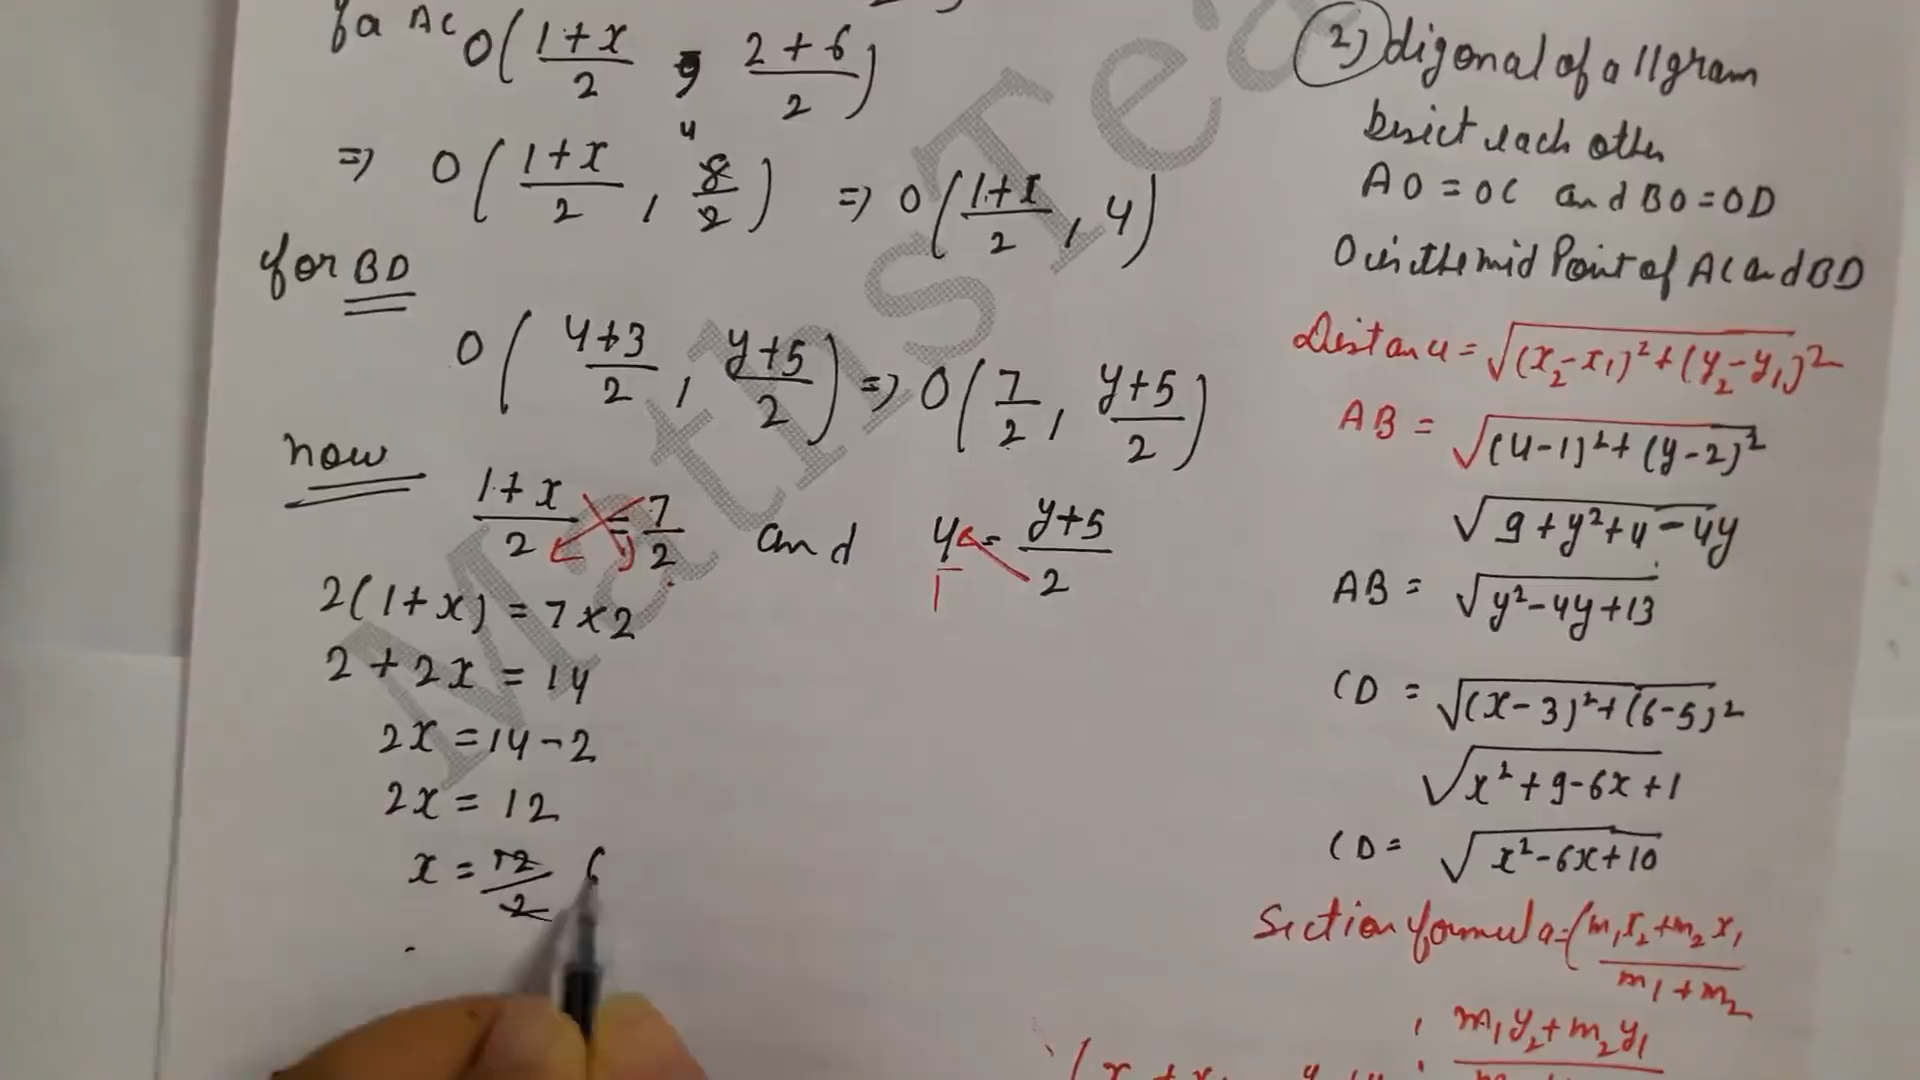 for AC O(1+x/2 , 2+6/2)
=> O(1+x/2 , 8/2) 4 => O(1+x/2 , 4)
for BD
O(4+3/2 , y+5/2) => O(7/2 , y+5/2)
now
1+x/2 = 7/2 and 4/1 = y+5/2
2(1+x) = 7×2
2+2x = 14
2x = 14-2
2x = 12
x = 12/2 6
2) digonal of a ||gram
besict each other
AO = OC and BO = OD
O is the mid Point of AC and BD
Distance = √(x₂-x₁)²+(y₂-y₁)²
AB = √(4-1)²+(y-2)²
√9+y²+4-4y
AB = √y²-4y+13
CD = √(x-3)²+(6-5)²
√x²+9-6x+1
CD = √x²-6x+10
Section formula = (m₁x₂+m₂x₁/m₁+m₂
, m₁y₂+m₂y₁